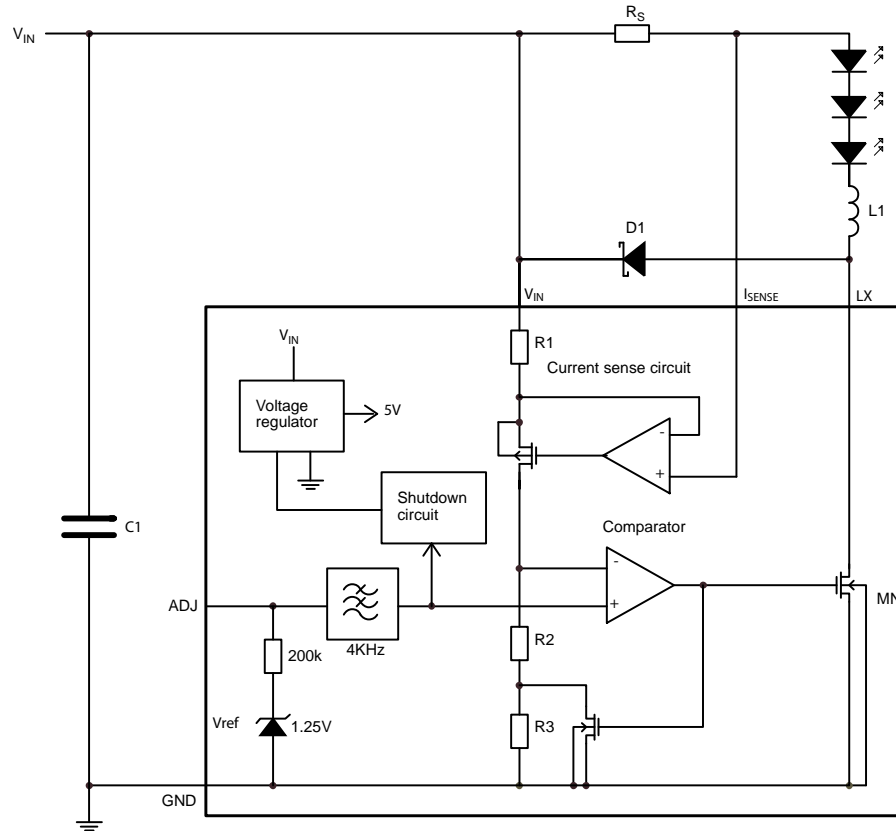 RS
VIN
L1
D1
VIN
ISENSE
LX
VIN
R1
Current sense circuit
Voltage
regulator
5V
-
+
Shutdown
circuit
C1
Comparator
-
+
ADJ
MN
4KHz
R2
200k
Vref
1.25V
R3
GND